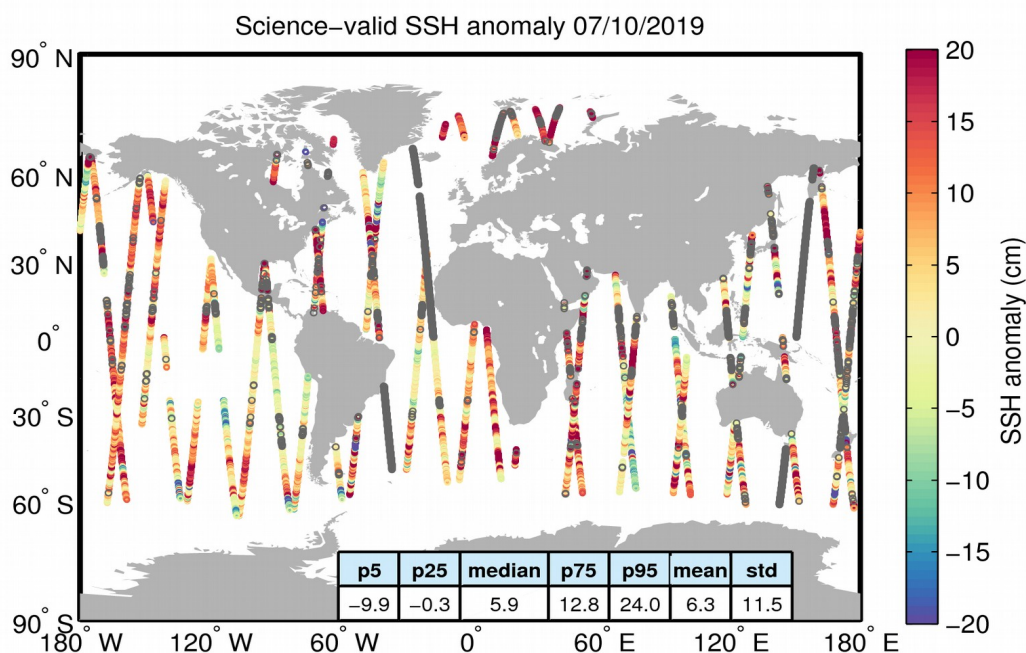 Science−valid SSH anomaly 07/10/2019
90° N
60° N
30° N
0°
30° S
60° S
90° S
180° W
120° W
60° W
0°
60° E
120° E
180° E
p5 p25 median p75 p95 mean std
−9.9 −0.3 5.9 12.8 24.0 6.3 11.5
20
15
10
5
0
−5
−10
−15
−20
SSH anomaly (cm)